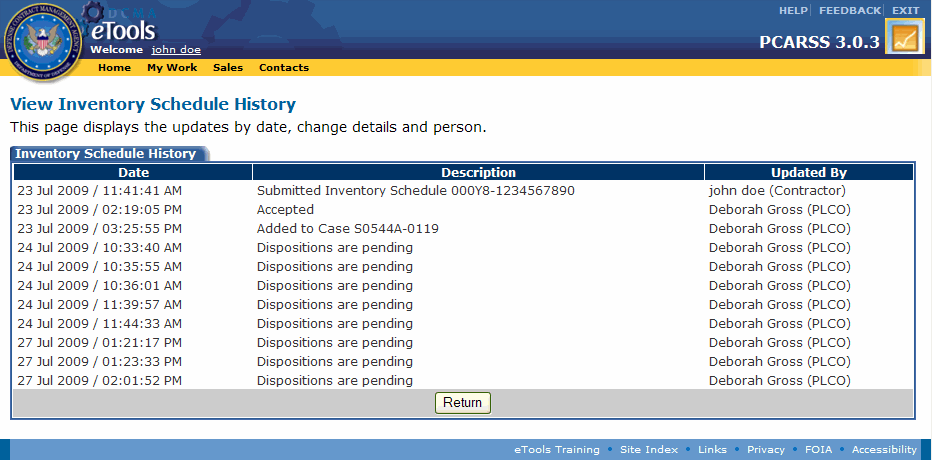 HELP | FEEDBACK | EXIT
DCMA
eTools
Welcome john doe
PCARSS 3.0.3
DEFENSE CONTRACT MANAGEMENT AGENCY
DEPARTMENT OF DEFENSE
Home My Work Sales Contacts
View Inventory Schedule History
This page displays the updates by date, change details and person.
Inventory Schedule History
Date Description Updated By
23 Jul 2009 / 11:41:41 AM Submitted Inventory Schedule 000Y8-1234567890 john doe (Contractor)
23 Jul 2009 / 02:19:05 PM Accepted Deborah Gross (PLCO)
23 Jul 2009 / 03:25:55 PM Added to Case S0544A-0119 Deborah Gross (PLCO)
24 Jul 2009 / 10:33:40 AM Dispositions are pending Deborah Gross (PLCO)
24 Jul 2009 / 10:35:55 AM Dispositions are pending Deborah Gross (PLCO)
24 Jul 2009 / 10:36:01 AM Dispositions are pending Deborah Gross (PLCO)
24 Jul 2009 / 11:39:57 AM Dispositions are pending Deborah Gross (PLCO)
24 Jul 2009 / 11:44:33 AM Dispositions are pending Deborah Gross (PLCO)
27 Jul 2009 / 01:21:17 PM Dispositions are pending Deborah Gross (PLCO)
27 Jul 2009 / 01:23:33 PM Dispositions are pending Deborah Gross (PLCO)
27 Jul 2009 / 02:01:52 PM Dispositions are pending Deborah Gross (PLCO)
Return
eTools Training • Site Index • Links • Privacy • FOIA • Accessibility